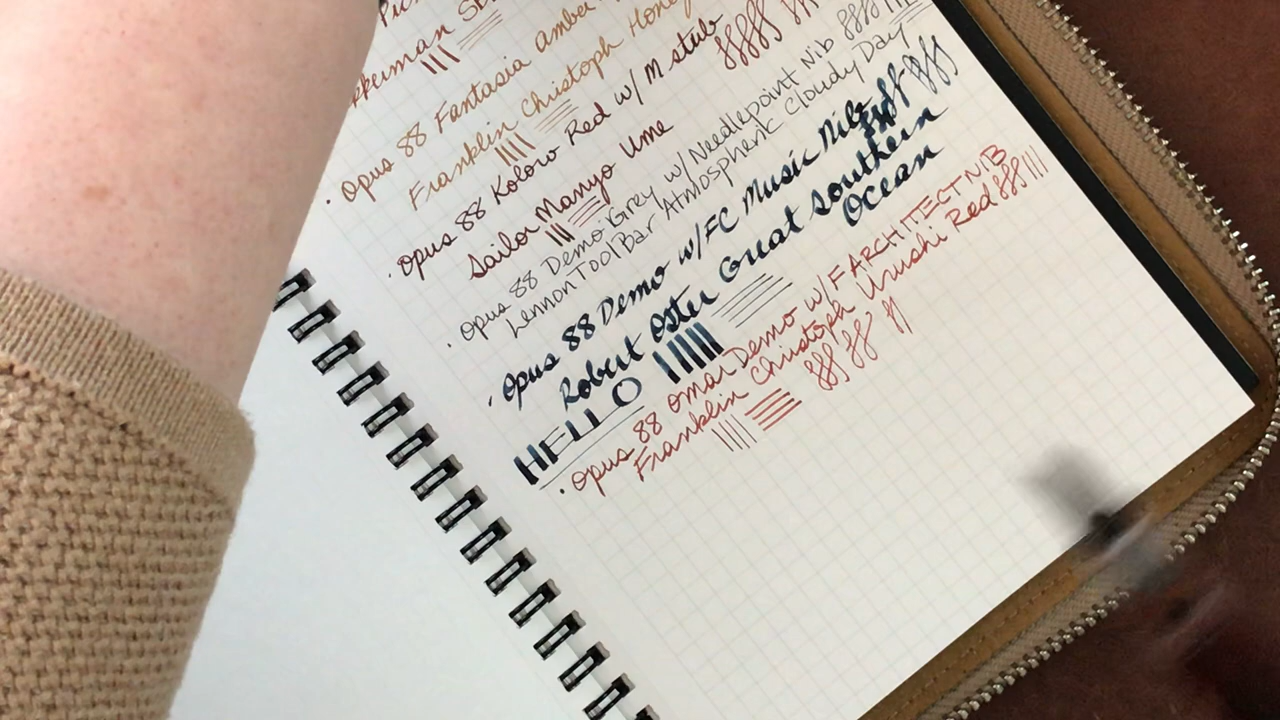 Opus 88 Fantasia amber
Franklin Christoph Honey
· Opus 88 Koloro Red w/ M stub
Sailor Manyo Ume
· Opus 88 Demo Grey w/ Needlepoint Nib
Lennon ToolBar Atmospheric Cloudy Day
· Opus 88 Demo w/FC Music Nib
Robert Oster Great Southern
Ocean
HELLO
· Opus 88 Omar Demo w/F ARCHITECT NIB
Franklin Christoph Urushi Red